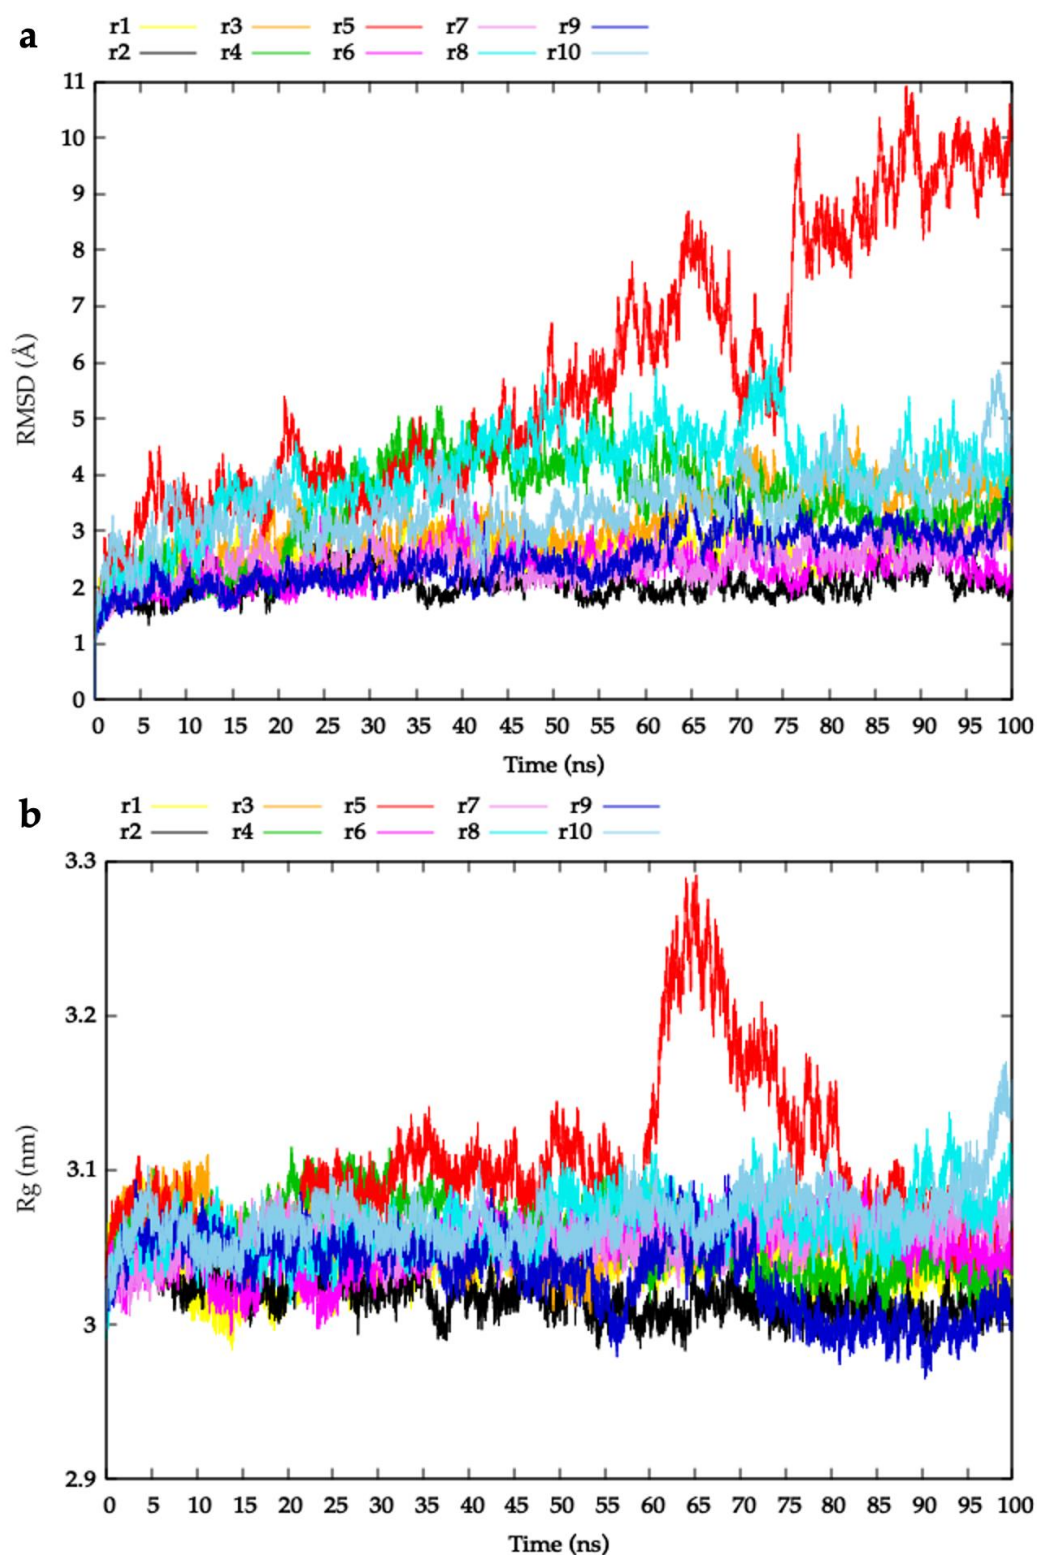 a
r1 r3 r5 r7 r9
r2 r4 r6 r8 r10
11
10
9
8
7
6
5
4
3
2
1
0
RMSD (Å)
0 5 10 15 20 25 30 35 40 45 50 55 60 65 70 75 80 85 90 95 100
Time (ns)
b
r1 r3 r5 r7 r9
r2 r4 r6 r8 r10
3.3
3.2
3.1
3
2.9
Rg (nm)
0 5 10 15 20 25 30 35 40 45 50 55 60 65 70 75 80 85 90 95 100
Time (ns)